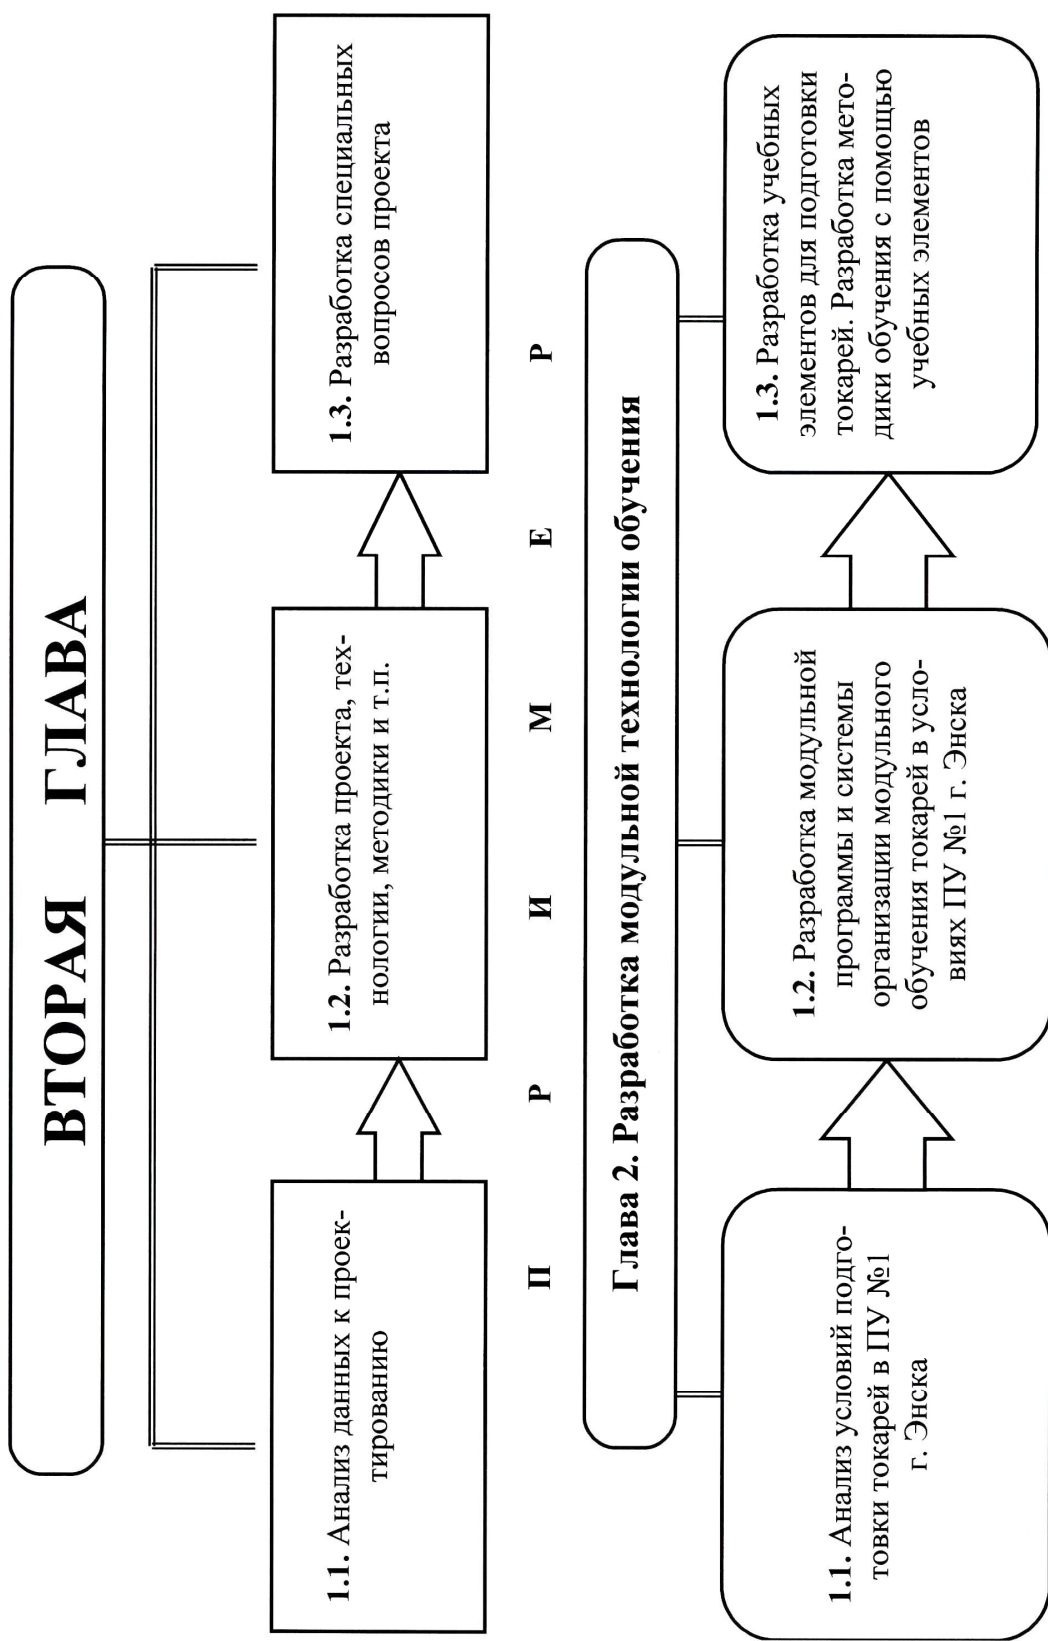 ВТОРАЯ ГЛАВА
1.1. Анализ данных к проек-
тированию
1.2. Разработка проекта, тех-
нологии, методики и т.п.
1.3. Разработка специальных
вопросов проекта
П Р И М Е Р
Глава 2. Разработка модульной технологии обучения
1.1. Анализ условий подго-
товки токарей в ПУ №1
г. Энска
1.2. Разработка модульной
программы и системы
организации модульного
обучения токарей в усло-
виях ПУ №1 г. Энска
1.3. Разработка учебных
элементов для подготовки
токарей. Разработка мето-
дики обучения с помощью
учебных элементов